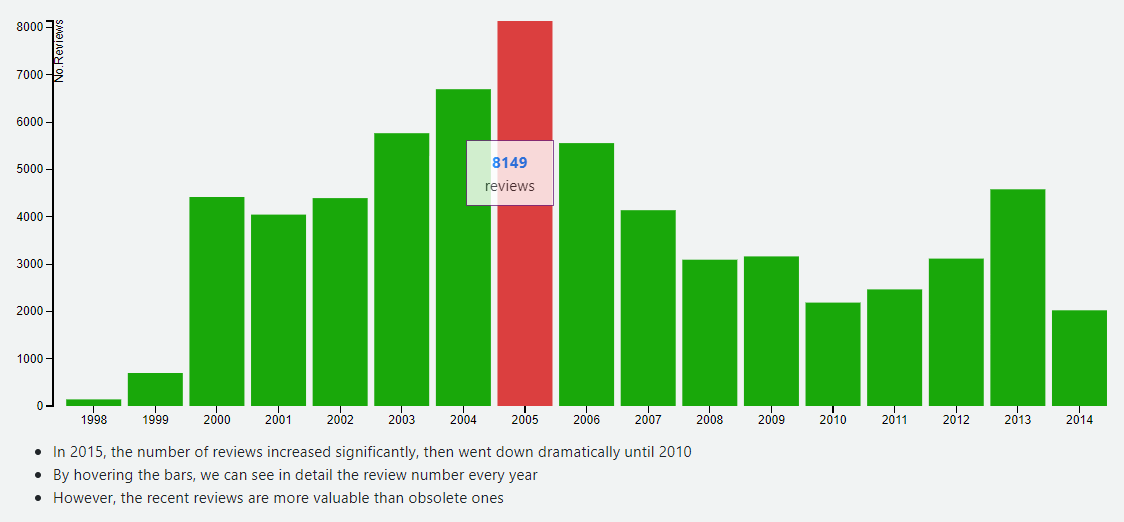 8000
No.Reviews
7000
6000
5000
4000
3000
2000
1000
0
8149
reviews
1998 1999 2000 2001 2002 2003 2004 2005 2006 2007 2008 2009 2010 2011 2012 2013 2014
• In 2015, the number of reviews increased significantly, then went down dramatically until 2010
• By hovering the bars, we can see in detail the review number every year
• However, the recent reviews are more valuable than obsolete ones